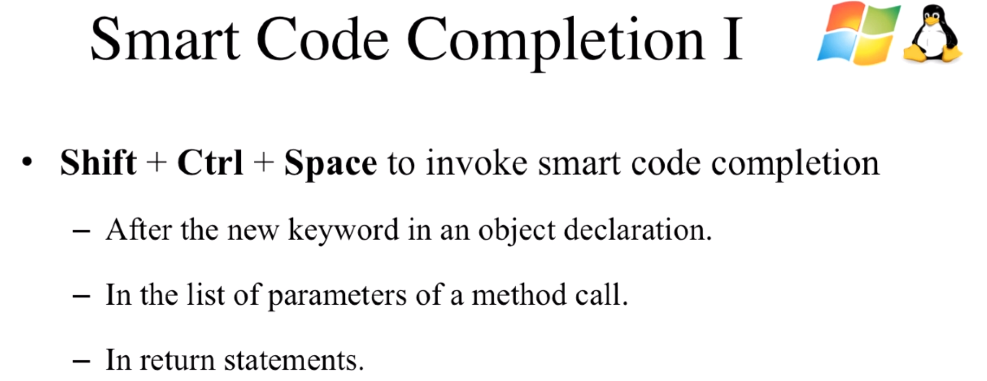 Smart Code Completion I
• Shift + Ctrl + Space to invoke smart code completion
– After the new keyword in an object declaration.
– In the list of parameters of a method call.
– In return statements.